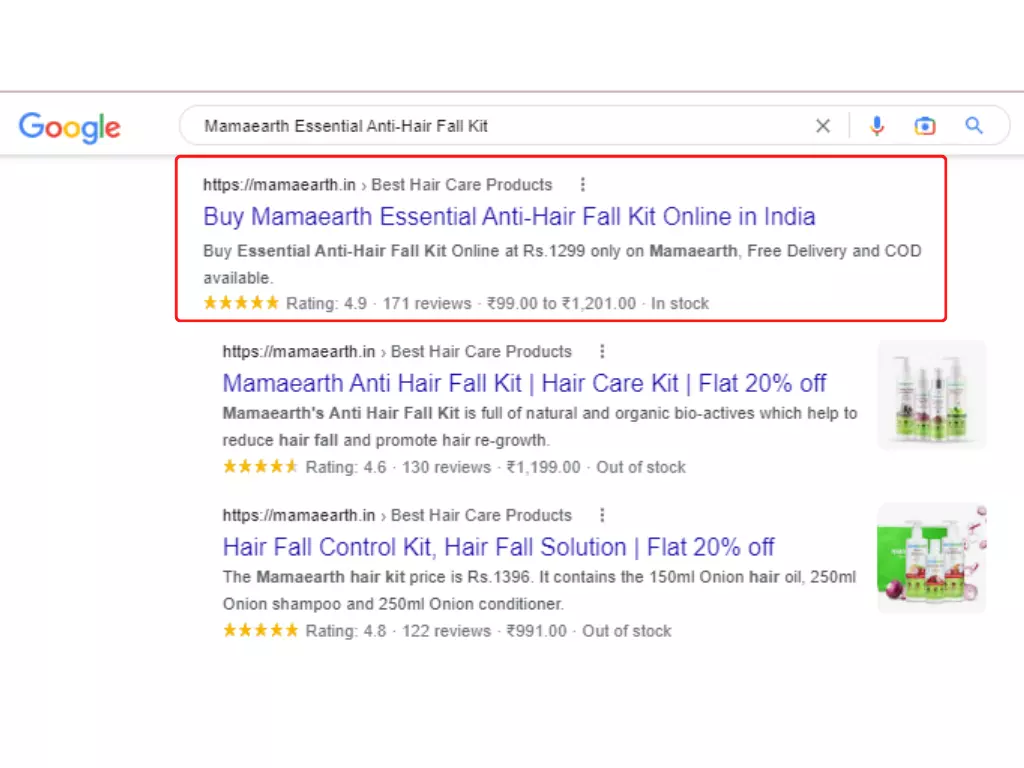 Google
Mamaearth Essential Anti-Hair Fall Kit
https://mamaearth.in › Best Hair Care Products
Buy Mamaearth Essential Anti-Hair Fall Kit Online in India
Buy Essential Anti-Hair Fall Kit Online at Rs.1299 only on Mamaearth, Free Delivery and COD
available.
Rating: 4.9 · 171 reviews · ₹99.00 to ₹1,201.00 · In stock
https://mamaearth.in › Best Hair Care Products
Mamaearth Anti Hair Fall Kit | Hair Care Kit | Flat 20% off
Mamaearth's Anti Hair Fall Kit is full of natural and organic bio-actives which help to
reduce hair fall and promote hair re-growth.
Rating: 4.6 · 130 reviews · ₹1,199.00 · Out of stock
https://mamaearth.in › Best Hair Care Products
Hair Fall Control Kit, Hair Fall Solution | Flat 20% off
The Mamaearth hair kit price is Rs.1396. It contains the 150ml Onion hair oil, 250ml
Onion shampoo and 250ml Onion conditioner.
Rating: 4.8 · 122 reviews · ₹991.00 · Out of stock